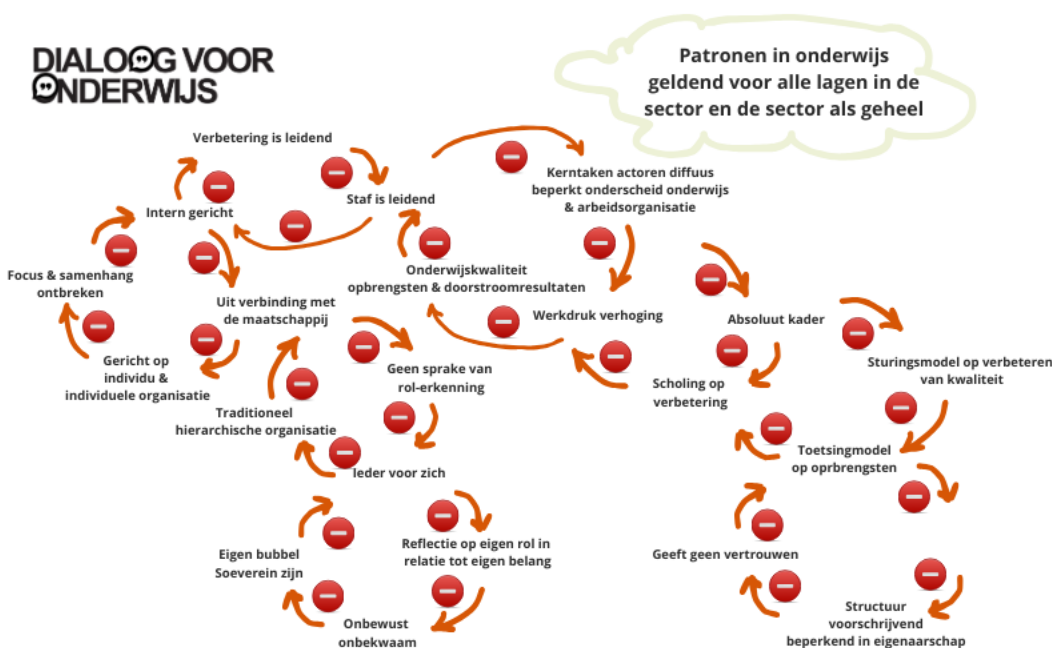 DIALOOG VOOR
ONDERWIJS
Patronen in onderwijs
geldend voor alle lagen in de
sector en de sector als geheel
Verbetering is leidend
Staf is leidend
Intern gericht
Kerntaken actoren diffuus
beperkt onderscheid onderwijs
& arbeidsorganisatie
Focus & samenhang
ontbreken
Uit verbinding met
de maatschappij
Onderwijskwaliteit
opbrengsten & doorstroomresultaten
Werkdruk verhoging
Absoluut kader
Gericht op
individu &
individuele organisatie
Geen sprake van
rol-erkenning
Scholing op
verbetering
Sturingsmodel op verbeteren
van kwaliteit
Traditioneel
hierarchische organisatie
Ieder voor zich
Toetsingmodel
op oprbrengsten
Eigen bubbel
Soeverein zijn
Reflectie op eigen rol in
relatie tot eigen belang
Geeft geen vertrouwen
Onbewust
onbekwaam
Structuur
voorschrijvend
beperkend in eigenaarschap